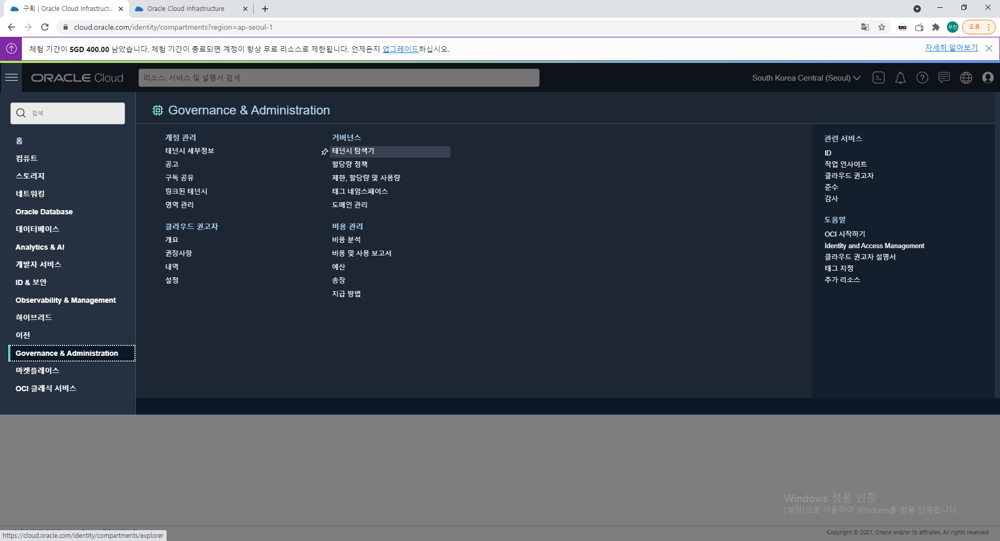 구획 | Oracle Cloud Infrastructu
Oracle Cloud Infrastructure
cloud.oracle.com/identity/compartments?region=ap-seoul-1
우진
오류
체험 기간이 SGD 400.00 남았습니다. 체험 기간이 종료되면 계정이 항상 무료 리소스로 제한됩니다. 언제든지 업그레이드하십시오.
자세히 알아보기
ORACLE Cloud
리소스, 서비스 및 설명서 검색
South Korea Central (Seoul)
검색
홈
컴퓨트
스토리지
네트워킹
Oracle Database
데이터베이스
Analytics & AI
개발자 서비스
ID & 보안
Observability & Management
하이브리드
이전
Governance & Administration
마켓플레이스
OCI 클래식 서비스
Governance & Administration
계정 관리
테넌시 세부정보
공고
구독 공유
링크된 테넌시
영역 관리
클라우드 권고자
개요
권장사항
내역
설정
거버넌스
테넌시 탐색기
할당량 정책
제한, 할당량 및 사용량
태그 네임스페이스
도메인 관리
비용 관리
비용 분석
비용 및 사용 보고서
예산
송장
지급 방법
관련 서비스
ID
작업 인사이트
클라우드 권고자
준수
감사
도움말
OCI 시작하기
Identity and Access Management
클라우드 권고자 설명서
태그 지정
추가 리소스
Windows 정품 인증
[설정]으로 이동하여 Windows를 정품 인증합니다.
https://cloud.oracle.com/identity/compartments/explorer
Copyright © 2021, Oracle and/or its affiliates. All rights reserved.